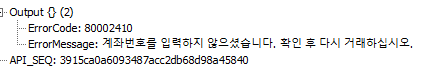 Output {} (2)
ErrorCode: 80002410
ErrorMessage: 계좌번호를 입력하지 않으셨습니다. 확인 후 다시 거래하십시오.
API_SEQ: 3915ca0a6093487acc2db68d98a45840